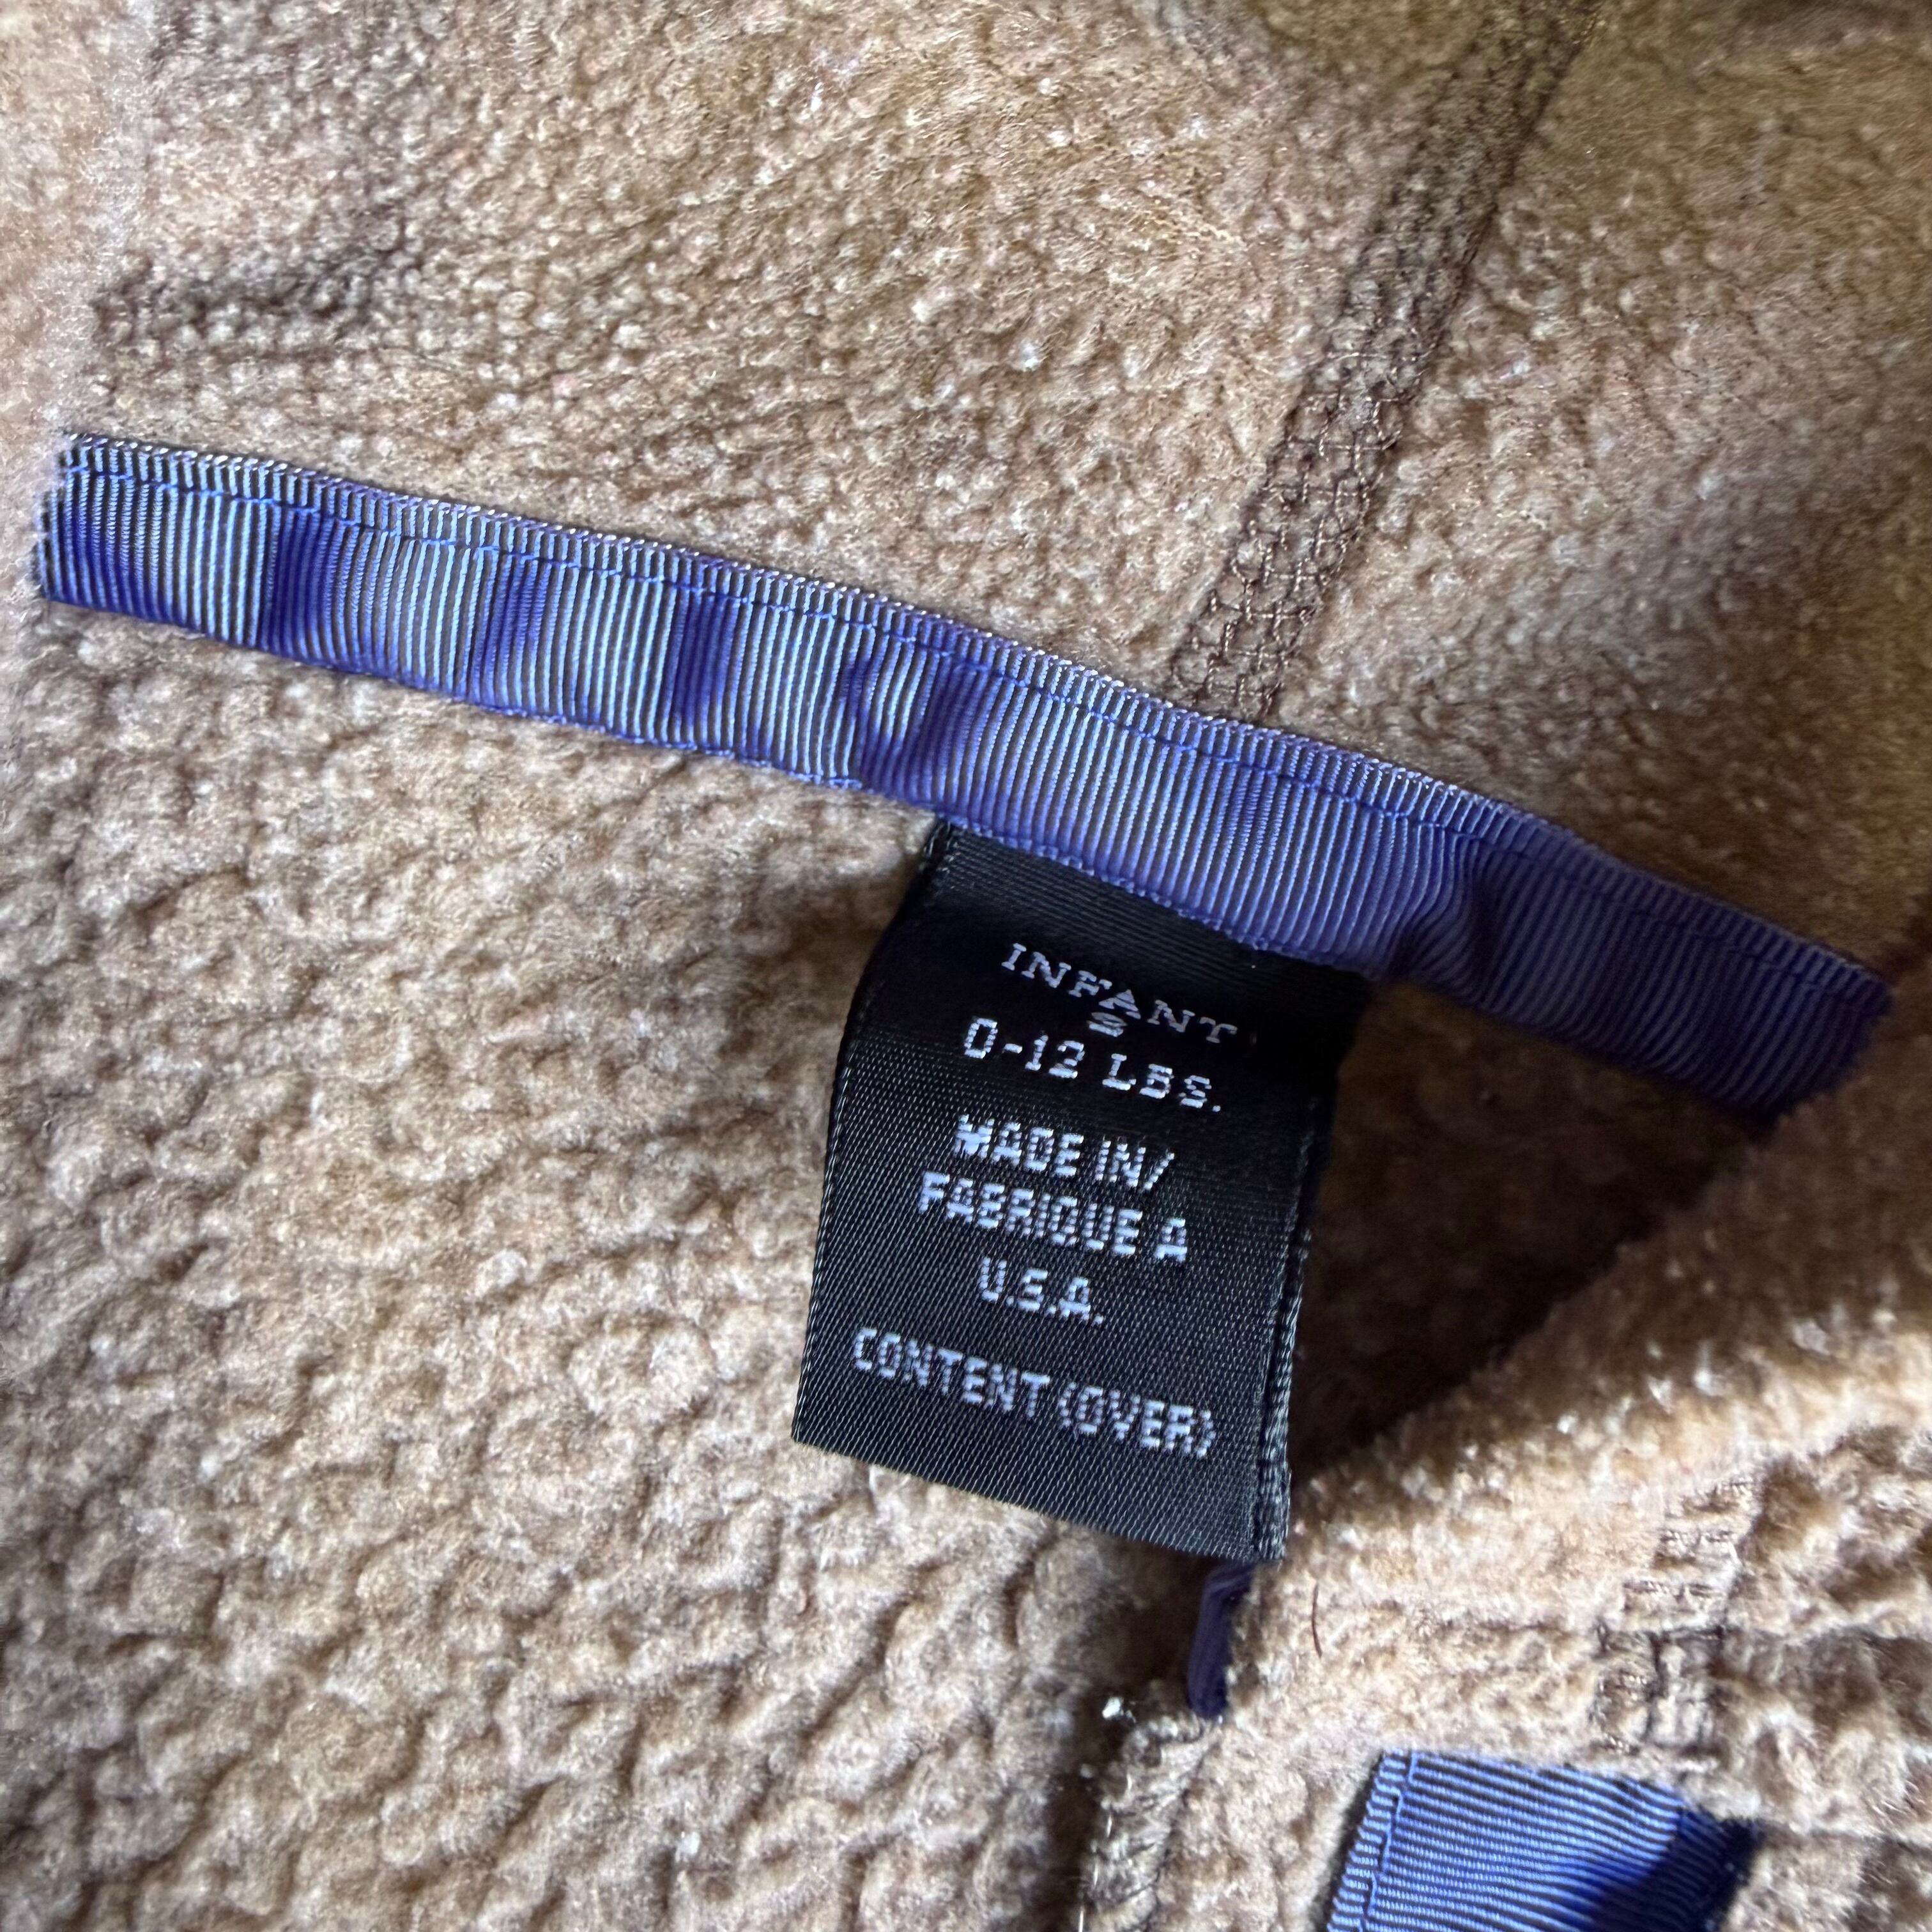 INFANT
S
0-12 LBS.
MADE IN/
FABRIQUE A
U.S.A.
CONTENT (OVER)